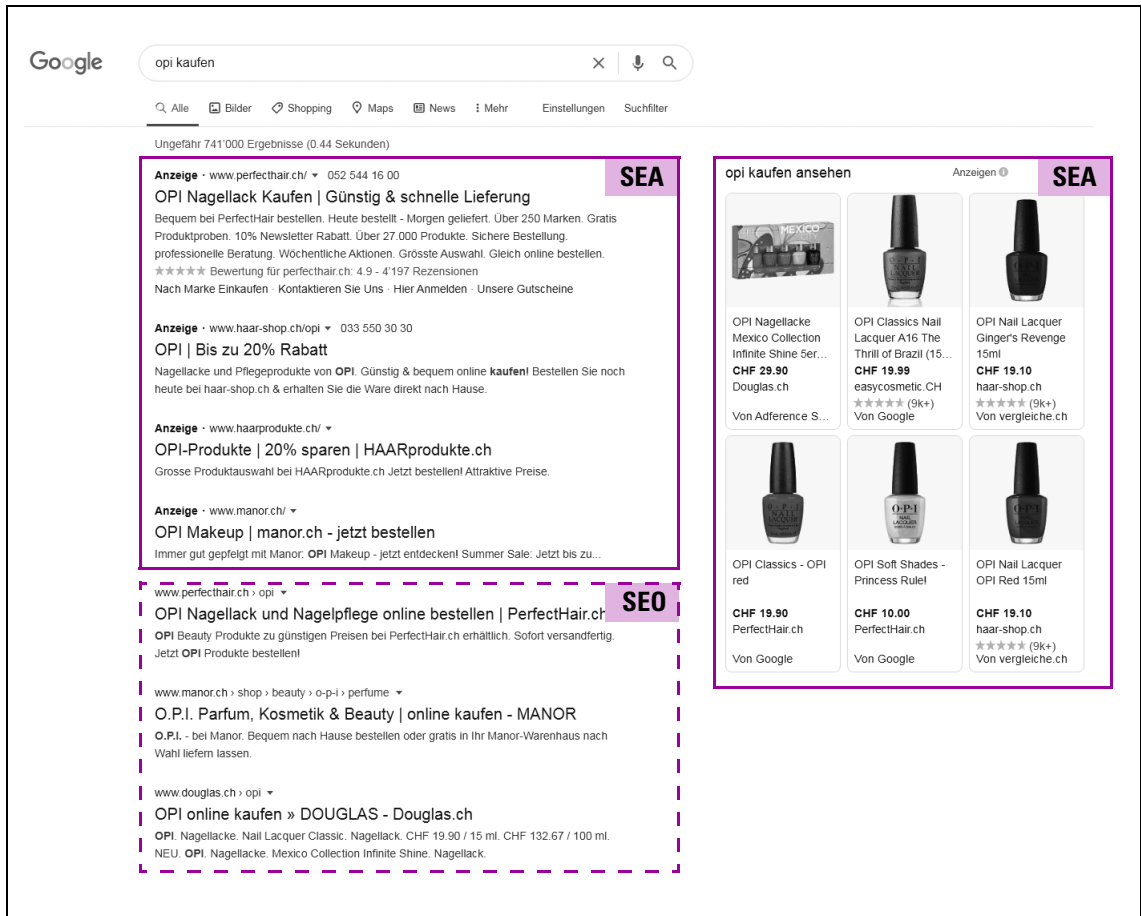 Google
opi kaufen
Alle Bilder Shopping Maps News Mehr Einstellungen Suchfilter
Ungefähr 741'000 Ergebnisse (0.44 Sekunden)
SEA
Anzeige · www.perfecthair.ch/ 052 544 16 00
OPI Nagellack Kaufen | Günstig & schnelle Lieferung
Bequem bei PerfectHair bestellen. Heute bestellt - Morgen geliefert. Über 250 Marken. Gratis
Produktproben. 10% Newsletter Rabatt. Über 27.000 Produkte. Sichere Bestellung.
professionelle Beratung. Wöchentliche Aktionen. Grösste Auswahl. Gleich online bestellen.
★★★★★ Bewertung für perfecthair.ch: 4.9 - 4'197 Rezensionen
Nach Marke Einkaufen · Kontaktieren Sie Uns · Hier Anmelden · Unsere Gutscheine
Anzeige · www.haar-shop.ch/opi 033 550 30 30
OPI | Bis zu 20% Rabatt
Nagellacke und Pflegeprodukte von OPI. Günstig & bequem online kaufen! Bestellen Sie noch
heute bei haar-shop.ch & erhalten Sie die Ware direkt nach Hause.
Anzeige · www.haarprodukte.ch/
OPI-Produkte | 20% sparen | HAARprodukte.ch
Grosse Produktauswahl bei HAARprodukte.ch Jetzt bestellen! Attraktive Preise.
Anzeige · www.manor.ch/
OPI Makeup | manor.ch - jetzt bestellen
Immer gut gepfelgt mit Manor: OPI Makeup - jetzt entdecken! Summer Sale: Jetzt bis zu...
SEO
www.perfecthair.ch › opi
OPI Nagellack und Nagelpflege online bestellen | PerfectHair.ch
OPI Beauty Produkte zu günstigen Preisen bei PerfectHair.ch erhältlich. Sofort versandfertig.
Jetzt OPI Produkte bestellen!
www.manor.ch › shop › beauty › o-p-i › perfume
O.P.I. Parfum, Kosmetik & Beauty | online kaufen - MANOR
O.P.I. - bei Manor. Bequem nach Hause bestellen oder gratis in Ihr Manor-Warenhaus nach
Wahl liefern lassen.
www.douglas.ch › opi
OPI online kaufen » DOUGLAS - Douglas.ch
OPI. Nagellacke. Nail Lacquer Classic. Nagellack. CHF 19.90 / 15 ml. CHF 132.67 / 100 ml.
NEU. OPI. Nagellacke. Mexico Collection Infinite Shine. Nagellack.
opi kaufen ansehen Anzeigen
SEA
MEXICO
O·P·I
NAIL
LACQUER
OPI Nagellacke
Mexico Collection
Infinite Shine 5er...
CHF 29.90
Douglas.ch
Von Adference S...
OPI Classics Nail
Lacquer A16 The
Thrill of Brazil (15...
CHF 19.99
easycosmetic.CH
★★★★★ (9k+)
Von Google
OPI Nail Lacquer
Ginger's Revenge
15ml
CHF 19.10
haar-shop.ch
★★★★★ (9k+)
Von vergleiche.ch
O·P·I
NAIL
LACQUER
O·P·I
NAIL
LACQUER
O·P·I
OPI Classics - OPI
red
CHF 19.90
PerfectHair.ch
Von Google
OPI Soft Shades -
Princess Rule!
CHF 10.00
PerfectHair.ch
Von Google
OPI Nail Lacquer
OPI Red 15ml
CHF 19.10
haar-shop.ch
★★★★★ (9k+)
Von vergleiche.ch